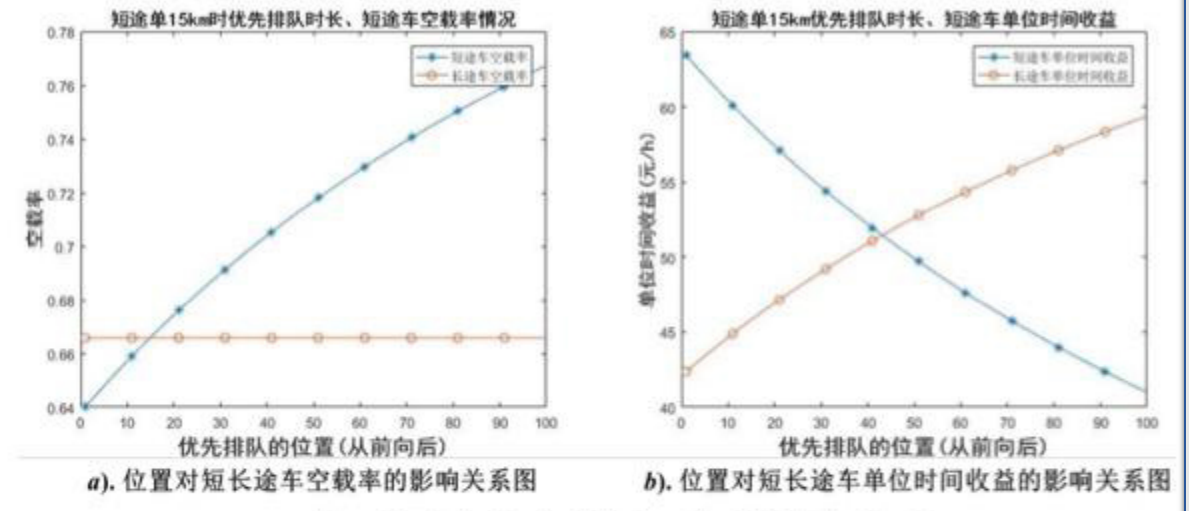 短途单15km时优先排队时长、短途车空载率情况
0.78
0.76
0.74
0.72
0.7
0.68
0.66
0.64
空载率
短途车空载率
长途车空载率
0 10 20 30 40 50 60 70 80 90 100
优先排队的位置(从前向后)
a). 位置对短长途车空载率的影响关系图
短途单15km优先排队时长、短途车单位时间收益
65
60
55
50
45
40
单位时间收益(元/h)
短途车单位时间收益
长途车单位时间收益
0 10 20 30 40 50 60 70 80 90 100
优先排队的位置(从前向后)
b). 位置对短长途车单位时间收益的影响关系图